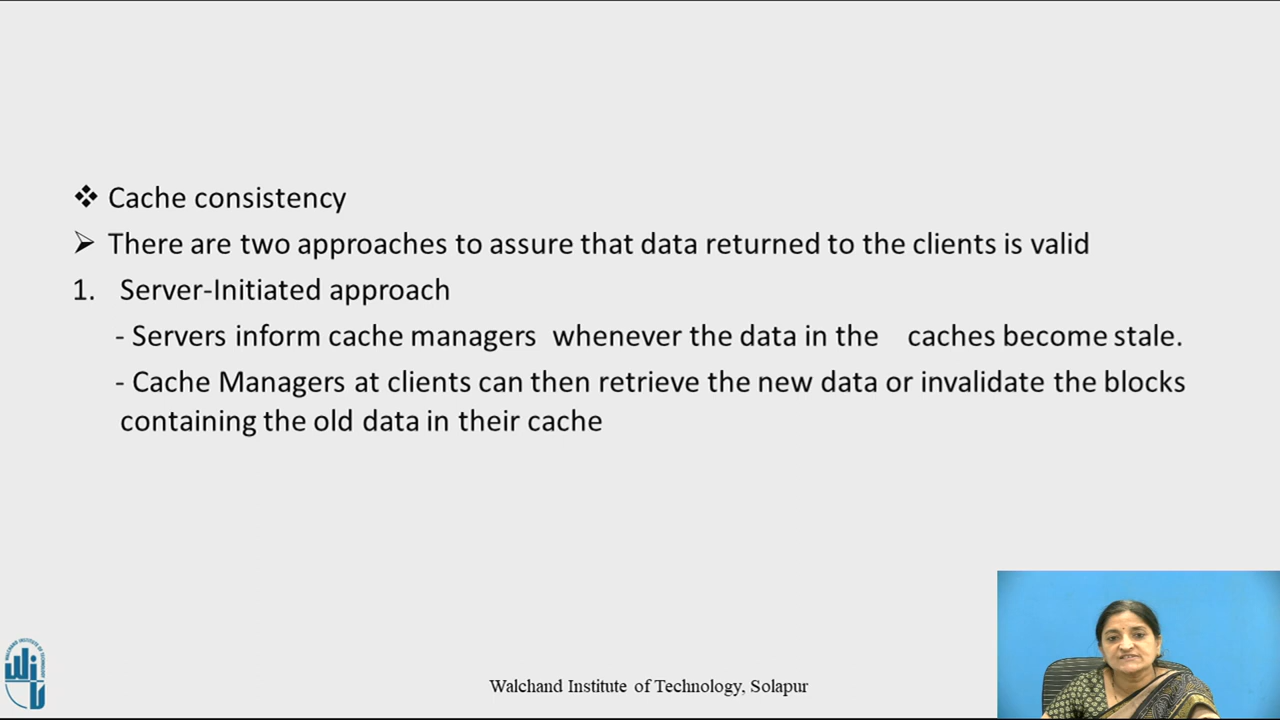 ❖ Cache consistency
➢ There are two approaches to assure that data returned to the clients is valid
1. Server-Initiated approach
- Servers inform cache managers whenever the data in the caches become stale.
- Cache Managers at clients can then retrieve the new data or invalidate the blocks
containing the old data in their cache
Walchand Institute of Technology, Solapur